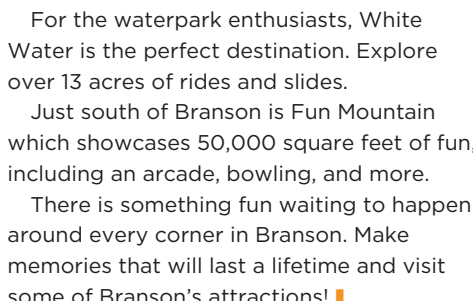 For the waterpark enthusiasts, White
Water is the perfect destination. Explore
over 13 acres of rides and slides.
Just south of Branson is Fun Mountain
which showcases 50,000 square feet of fun,
including an arcade, bowling, and more.
There is something fun waiting to happen
around every corner in Branson. Make
memories that will last a lifetime and visit
some of Branson's attractions!